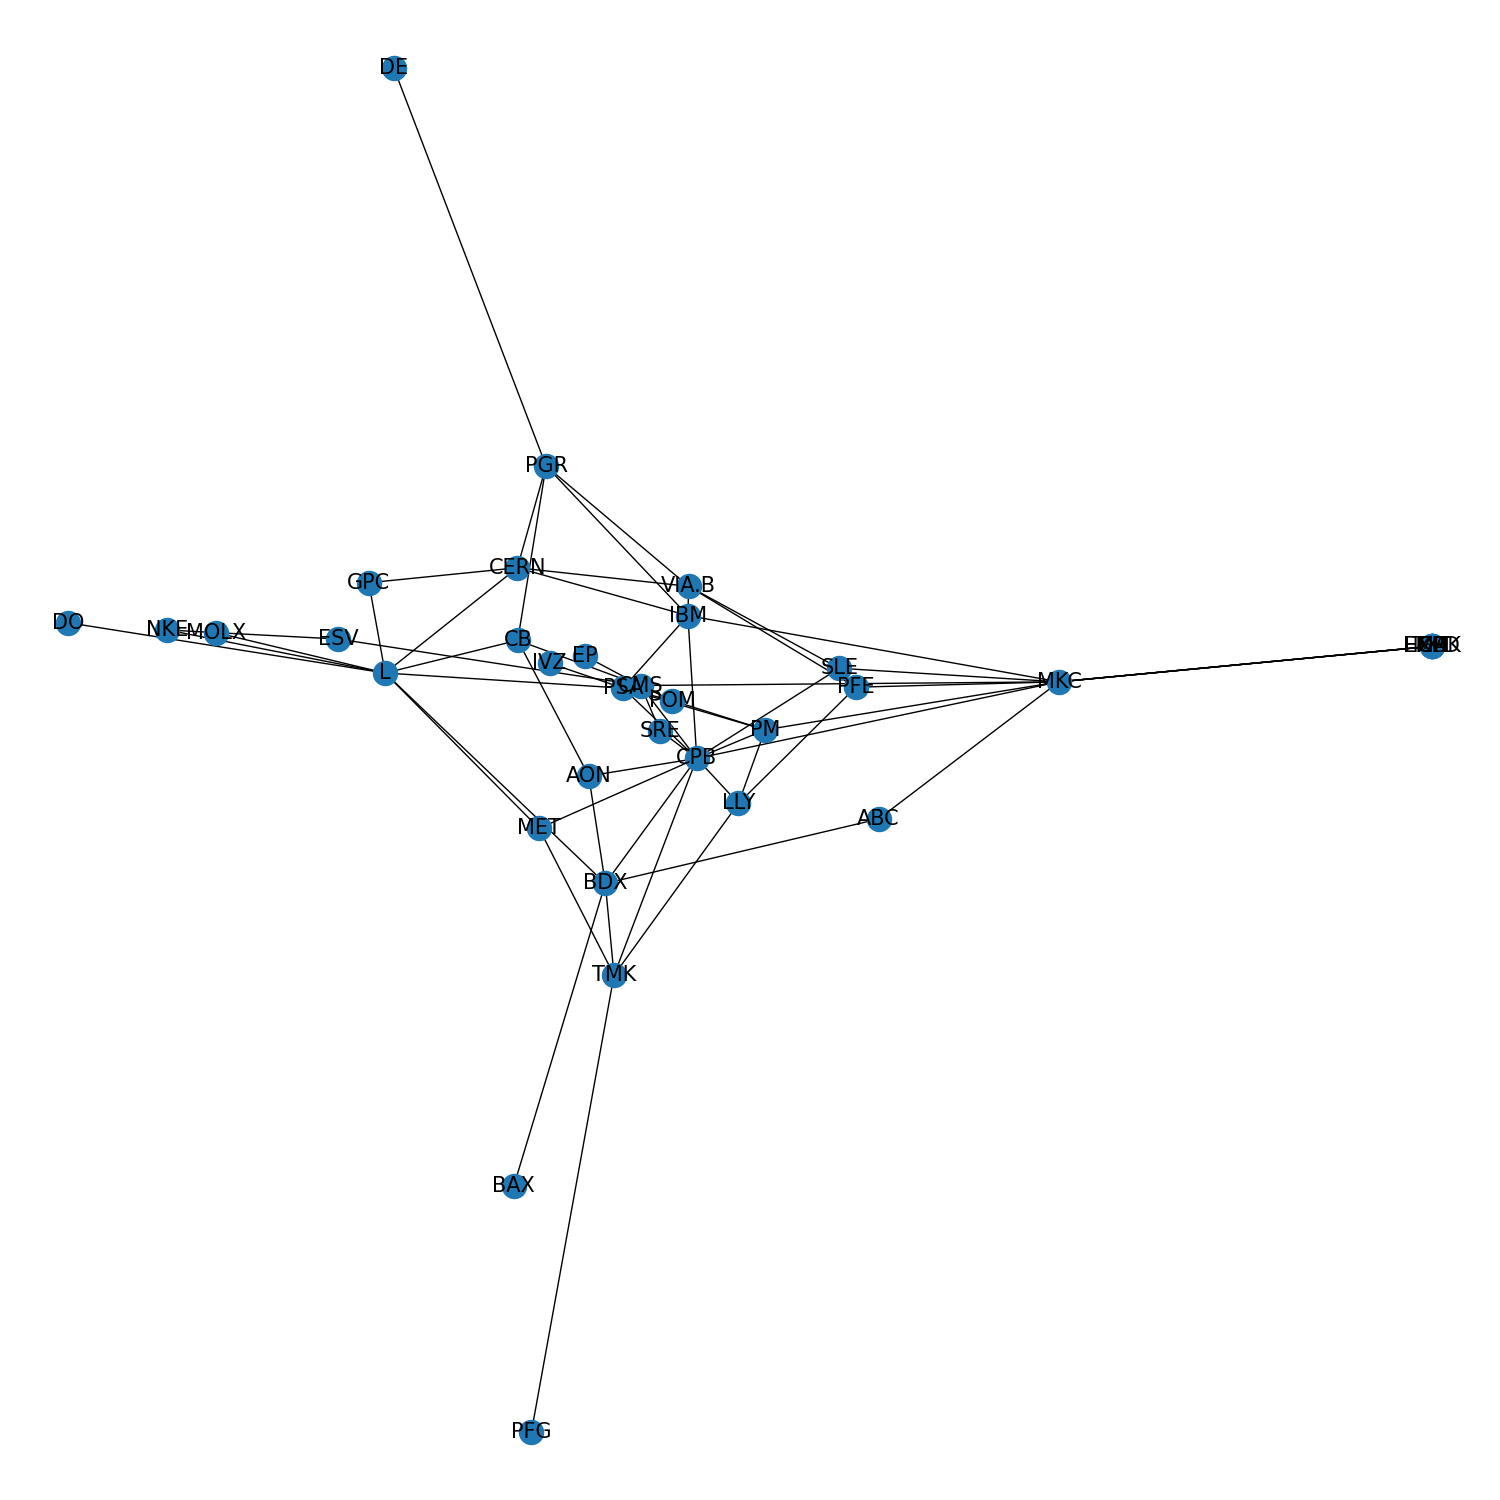 DE
PGR
CERN
GPC
VIA.B
IBM
DO
NKE
MOLX
ESV
CB
IVZ
EP
L
PSA
CMS
POM
SLE
PFE
MKC
SRE
PM
CPB
AON
LLY
ABC
MET
BDX
TMK
BAX
PFG